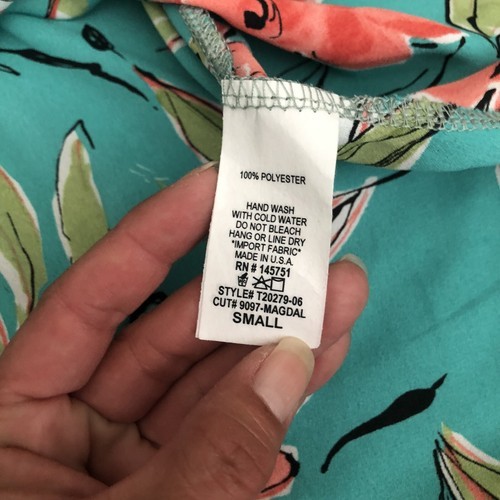 100% POLYESTER
HAND WASH
WITH COLD WATER
DO NOT BLEACH
HANG OR LINE DRY
*IMPORT FABRIC*
MADE IN U.S.A.
RN # 145751
STYLE# T20279-06
CUT# 9097-MAGDAL
SMALL